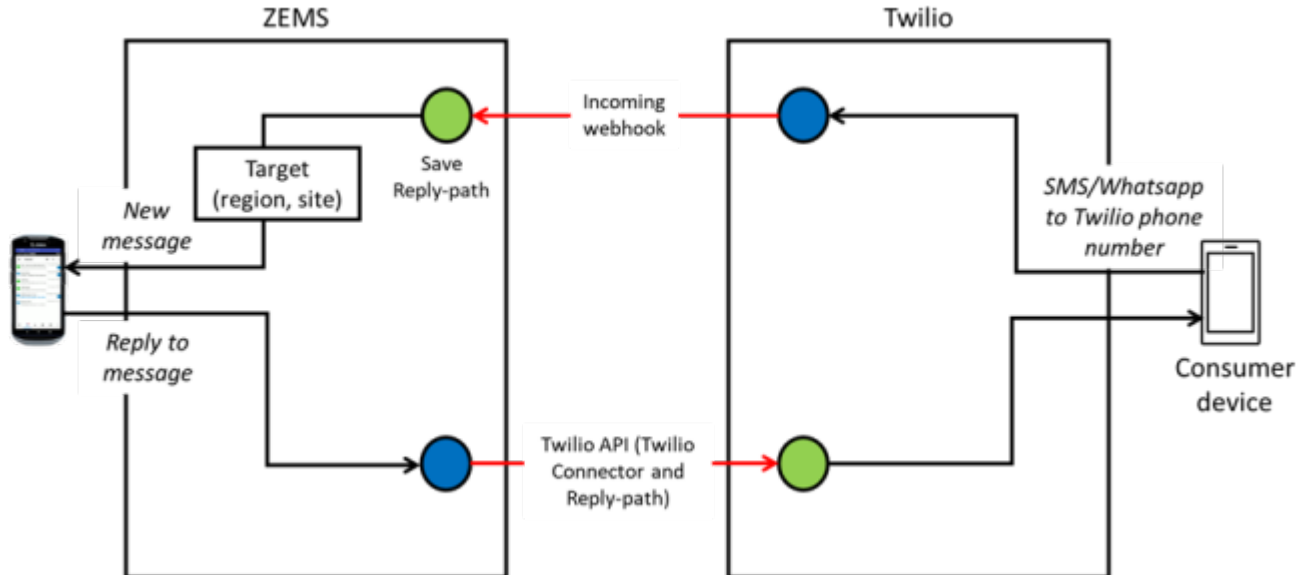 ZEMS
Twilio
Incoming
webhook
Target
(region, site)
Save
Reply-path
New
message
SMS/Whatsapp
to Twilio phone
number
Reply to
message
Consumer
device
Twilio API (Twilio
Connector and
Reply-path)